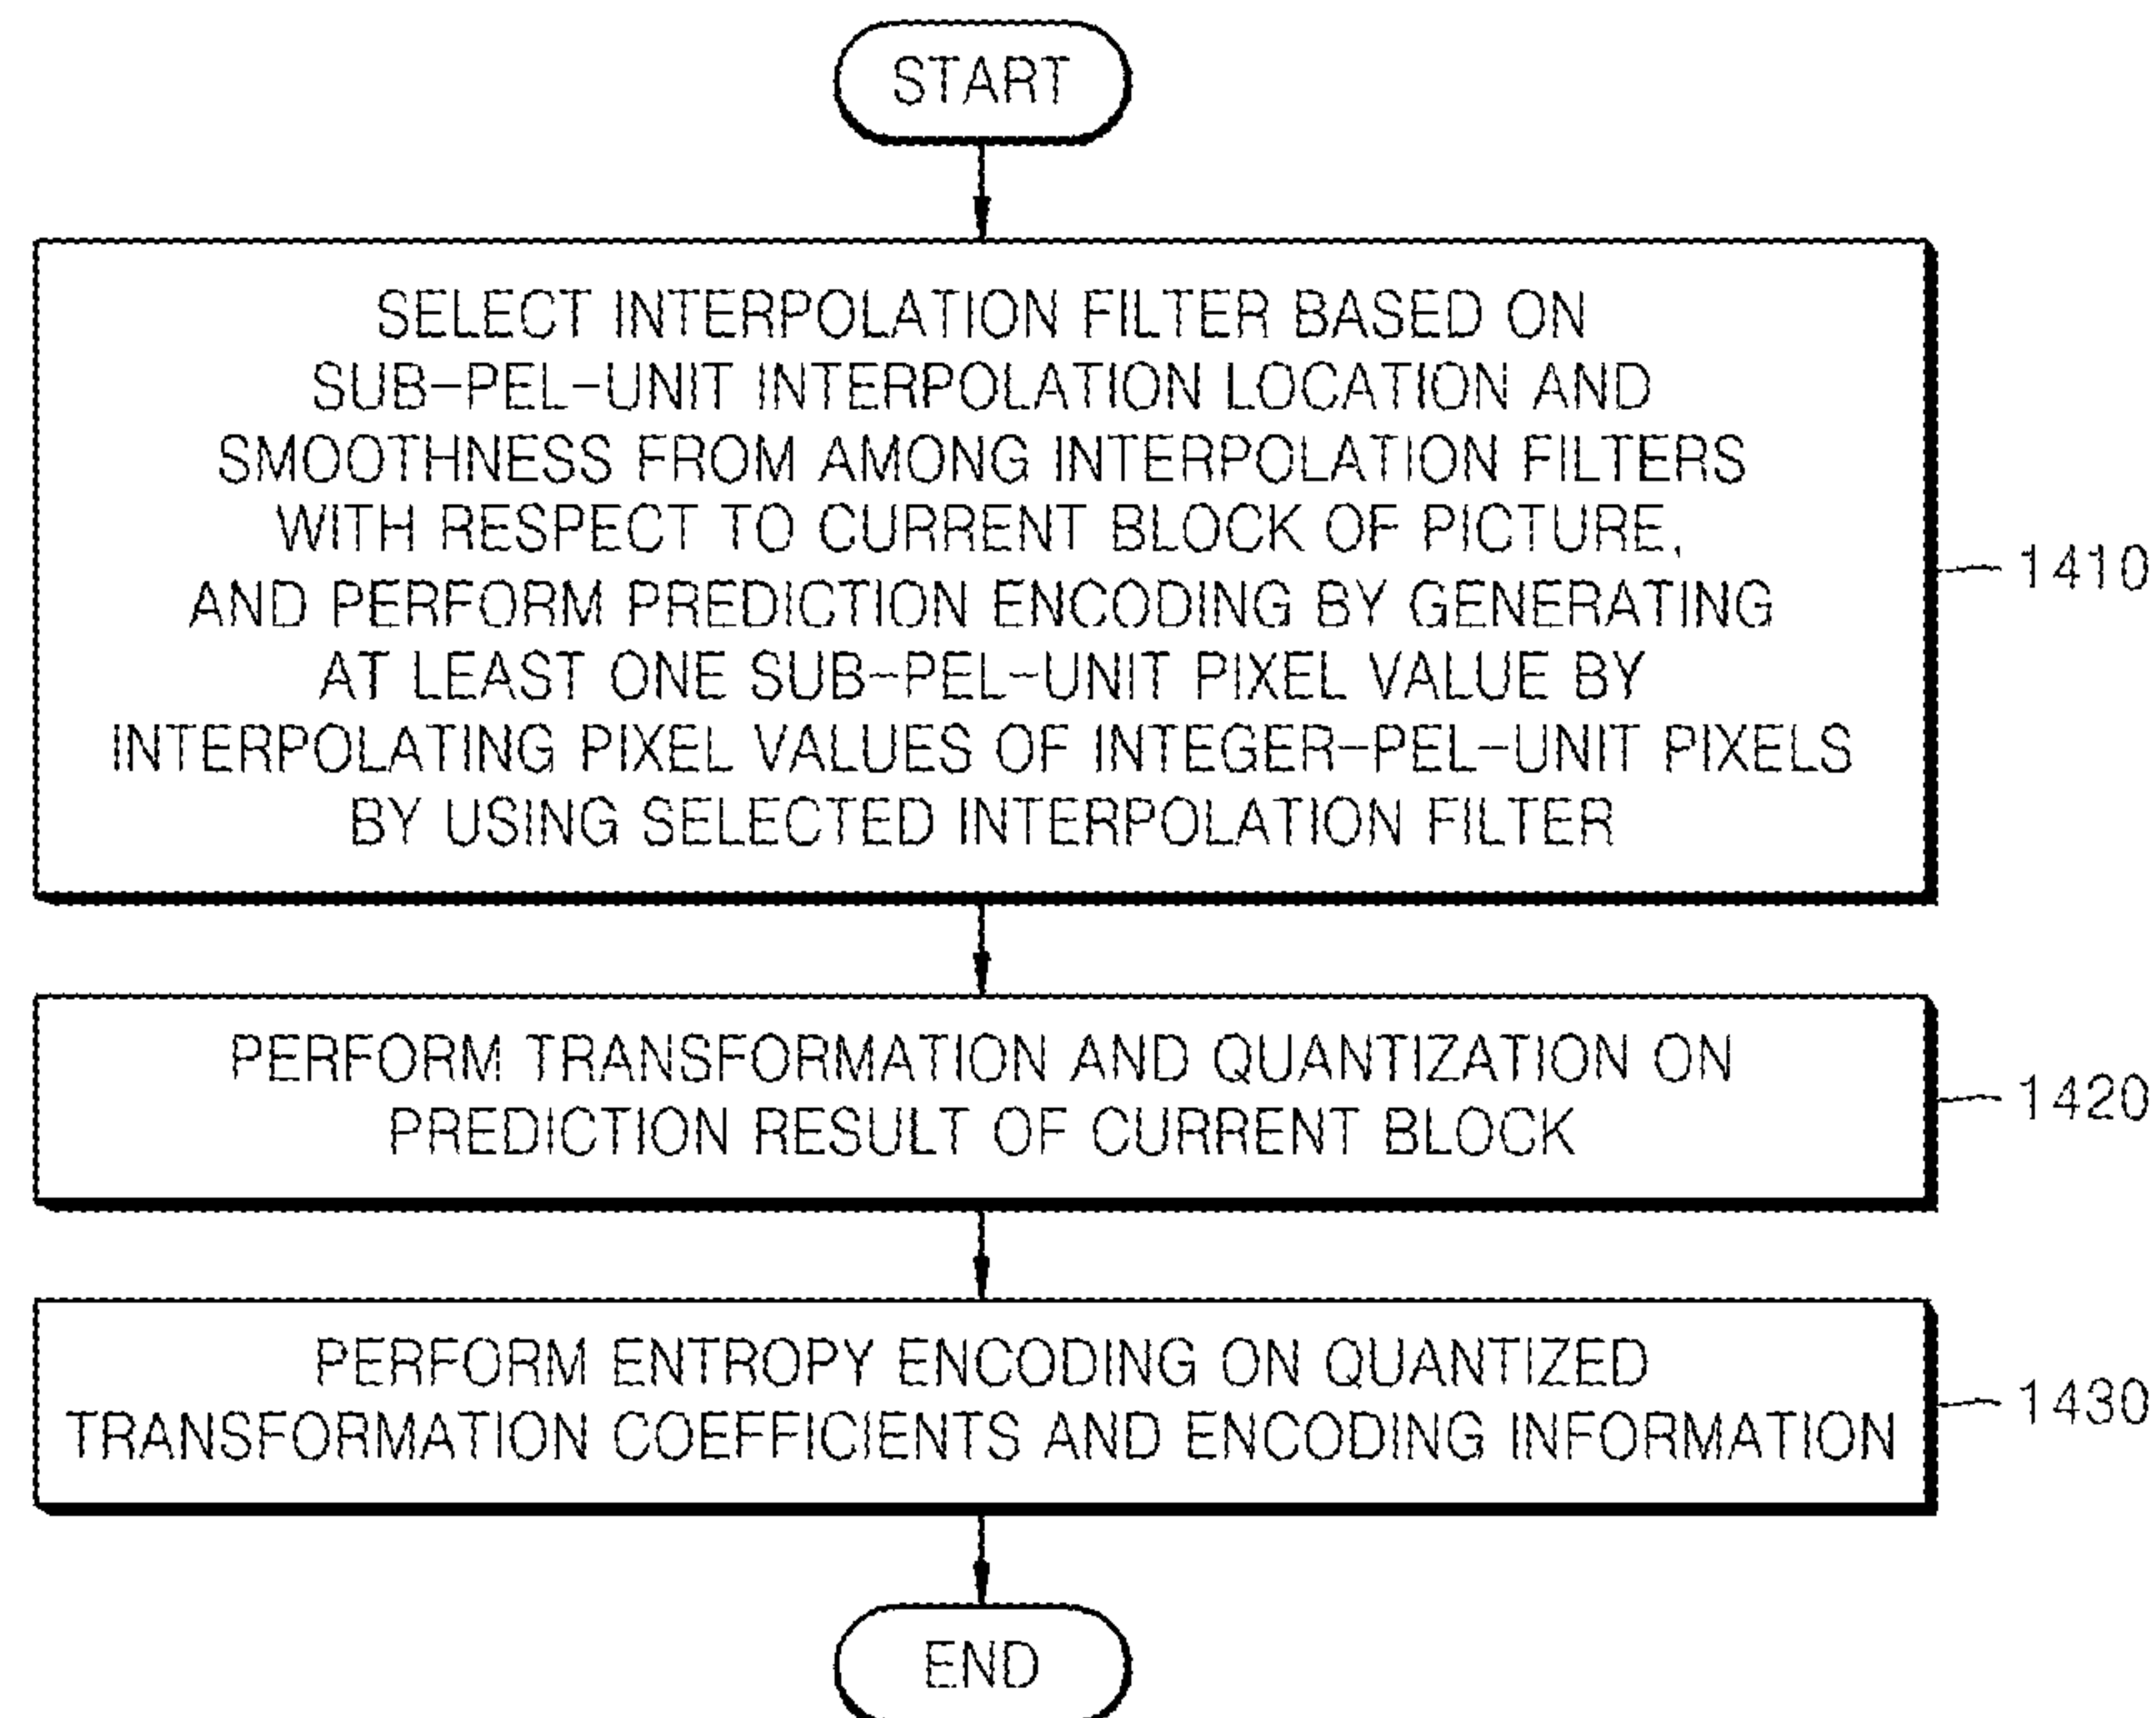 START
SELECT INTERPOLATION FILTER BASED ON
SUB-PEL-UNIT INTERPOLATION LOCATION AND
SMOOTHNESS FROM AMONG INTERPOLATION FILTERS
WITH RESPECT TO CURRENT BLOCK OF PICTURE,
AND PERFORM PREDICTION ENCODING BY GENERATING
AT LEAST ONE SUB-PEL-UNIT PIXEL VALUE BY
INTERPOLATING PIXEL VALUES OF INTEGER-PEL-UNIT PIXELS
BY USING SELECTED INTERPOLATION FILTER
1410
PERFORM TRANSFORMATION AND QUANTIZATION ON
PREDICTION RESULT OF CURRENT BLOCK
1420
PERFORM ENTROPY ENCODING ON QUANTIZED
TRANSFORMATION COEFFICIENTS AND ENCODING INFORMATION
1430
END